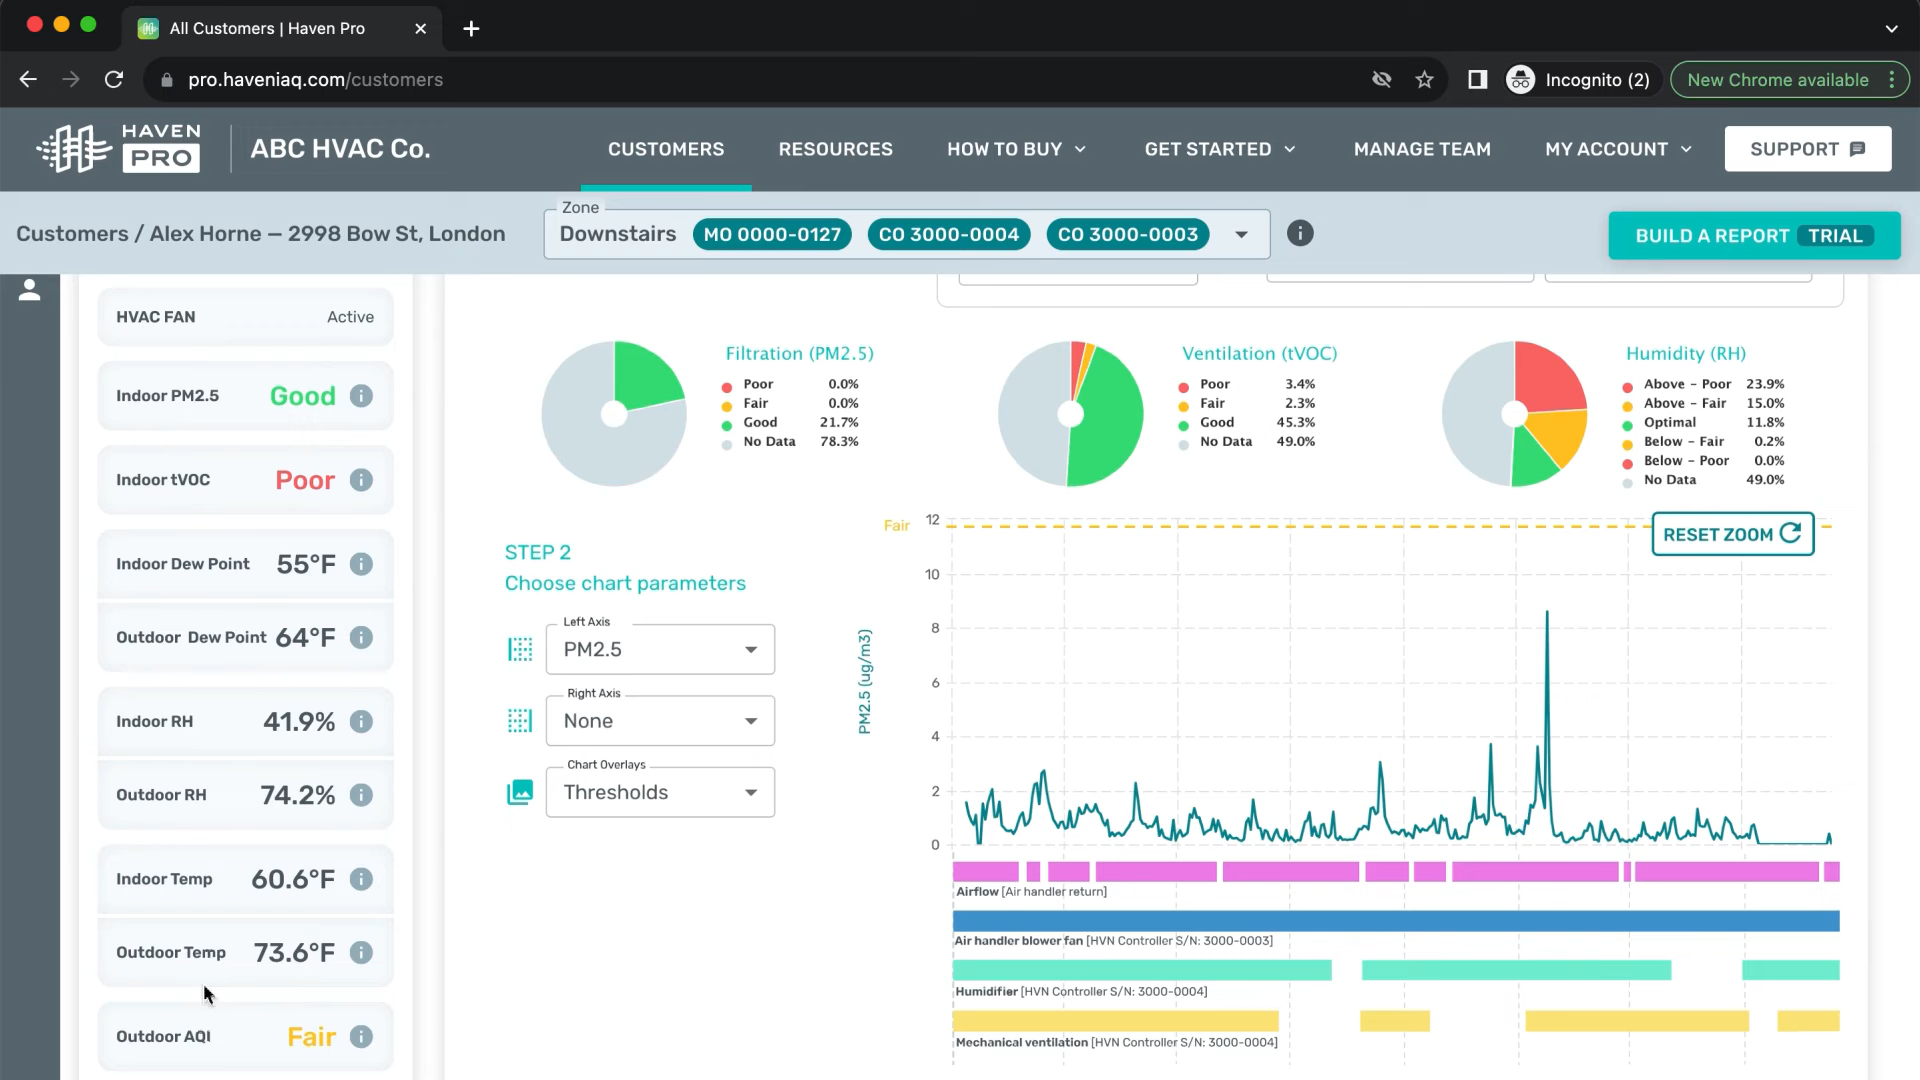 All Customers | Haven Pro
pro.haveniaq.com/customers
Incognito (2)
New Chrome available
HAVEN
PRO
ABC HVAC Co.
CUSTOMERS
RESOURCES
HOW TO BUY
GET STARTED
MANAGE TEAM
MY ACCOUNT
SUPPORT
Customers / Alex Horne – 2998 Bow St, London
Zone
Downstairs MO 0000-0127 CO 3000-0004 CO 3000-0003
BUILD A REPORT TRIAL
HVAC FAN Active
Indoor PM2.5 Good
Indoor tVOC Poor
Indoor Dew Point 55°F
Outdoor Dew Point 64°F
Indoor RH 41.9%
Outdoor RH 74.2%
Indoor Temp 60.6°F
Outdoor Temp 73.6°F
Outdoor AQI Fair
Filtration (PM2.5)
Poor 0.0%
Fair 0.0%
Good 21.7%
No Data 78.3%
Ventilation (tVOC)
Poor 3.4%
Fair 2.3%
Good 45.3%
No Data 49.0%
Humidity (RH)
Above - Poor 23.9%
Above - Fair 15.0%
Optimal 11.8%
Below - Fair 0.2%
Below - Poor 0.0%
No Data 49.0%
STEP 2
Choose chart parameters
Left Axis
PM2.5
Right Axis
None
Chart Overlays
Thresholds
Fair
RESET ZOOM
PM2.5 (ug/m3)
12
10
8
6
4
2
0
Airflow [Air handler return]
Air handler blower fan [HVN Controller S/N: 3000-0003]
Humidifier [HVN Controller S/N: 3000-0004]
Mechanical ventilation [HVN Controller S/N: 3000-0004]